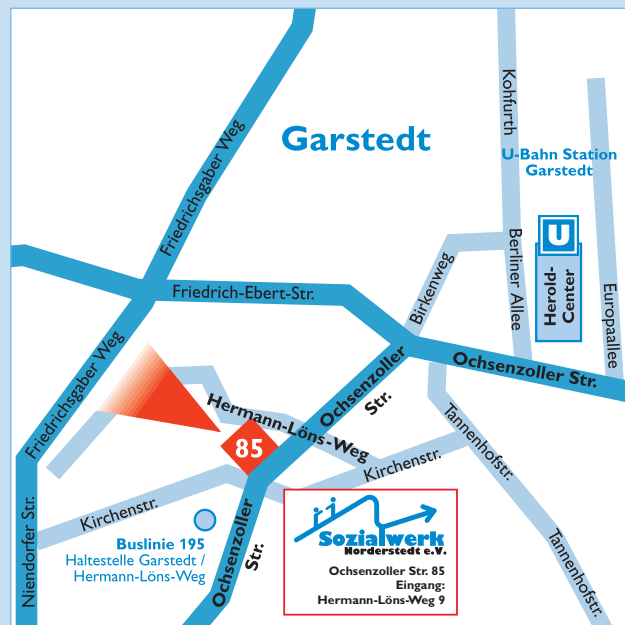 Garstedt
Kohfurth
U-Bahn Station
Garstedt
U
Herold-
Center
Friedrichsgaber Weg
Friedrich-Ebert-Str.
Birkenweg
Berliner Allee
Europaallee
Ochsenzoller Str.
Friedrichsgaber Weg
Ochsenzoller
Str.
Hermann-Löns-Weg
85
Tannenhofstr.
Kirchenstr.
Kirchenstr.
Niendorfer Str.
Buslinie 195
Haltestelle Garstedt /
Hermann-Löns-Weg
Ochsenzoller
Str.
Tannenhofstr.
Sozialwerk
Norderstedt e.V.
Ochsenzoller Str. 85
Eingang:
Hermann-Löns-Weg 9